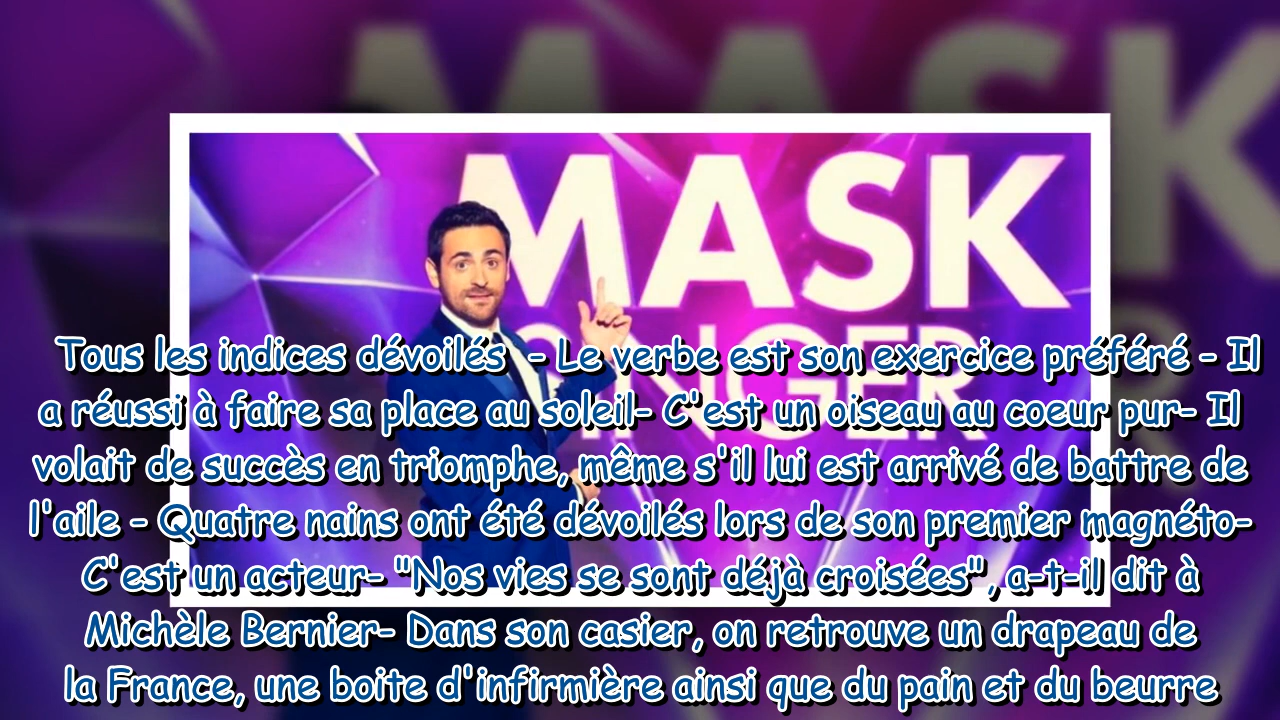 MASK
SINGER
Tous les indices dévoilés - Le verbe est son exercice préféré - Il
a réussi à faire sa place au soleil- C'est un oiseau au coeur pur- Il
volait de succès en triomphe, même s'il lui est arrivé de battre de
l'aile - Quatre nains ont été dévoilés lors de son premier magnéto-
C'est un acteur- "Nos vies se sont déjà croisées", a-t-il dit à
Michèle Bernier- Dans son casier, on retrouve un drapeau de
la France, une boite d'infirmière ainsi que du pain et du beurre